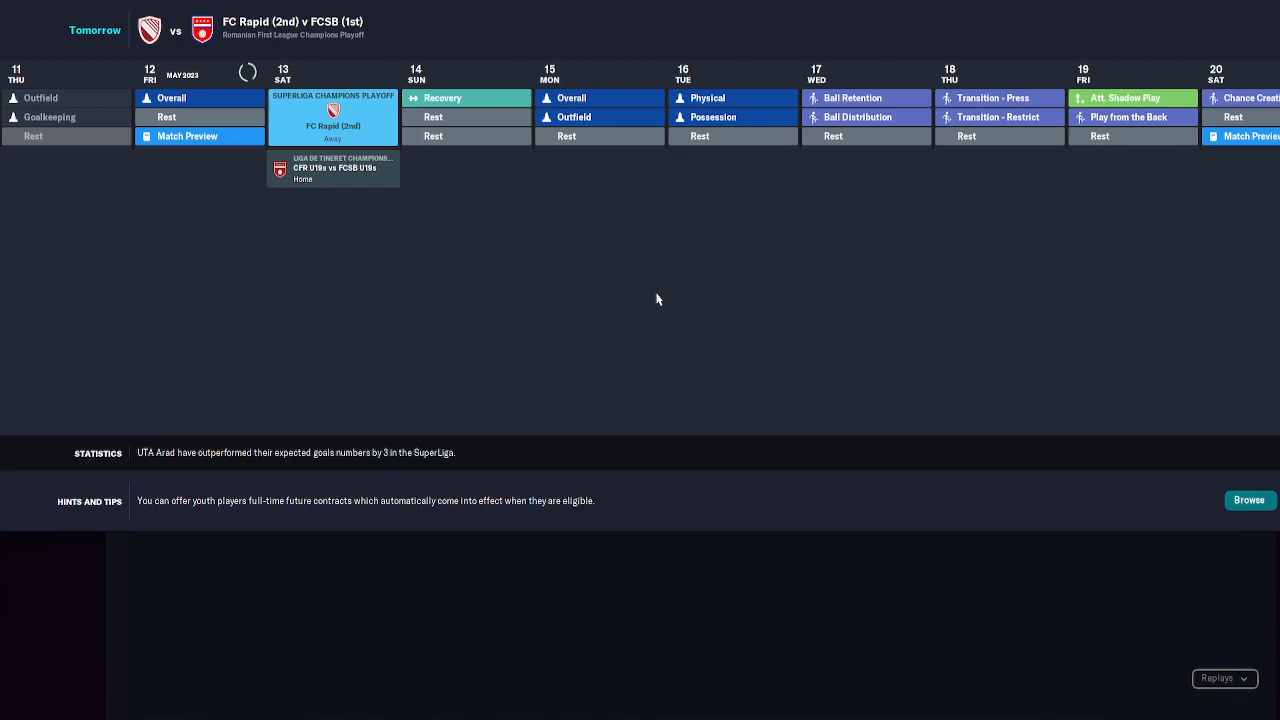 Tomorrow
vs
FC Rapid (2nd) v FCSB (1st)
Romanian First League Champions Playoff
11
THU
12
FRI
MAY 2023
13
SAT
14
SUN
15
MON
16
TUE
17
WED
18
THU
19
FRI
20
SAT
Outfield
Goalkeeping
Rest
Overall
Rest
Match Preview
SUPERLIGA CHAMPIONS PLAYOFF
FC Rapid (2nd)
Away
LIGA DE TINERET CHAMPIONS...
CFR U19s vs FCSB U19s
Home
Recovery
Rest
Rest
Overall
Outfield
Rest
Physical
Possession
Rest
Ball Retention
Ball Distribution
Rest
Transition - Press
Transition - Restrict
Rest
Att. Shadow Play
Play from the Back
Rest
Chance Creati
Rest
Match Preview
STATISTICS
UTA Arad have outperformed their expected goals numbers by 3 in the SuperLiga.
HINTS AND TIPS
You can offer youth players full-time future contracts which automatically come into effect when they are eligible.
Browse
Replays